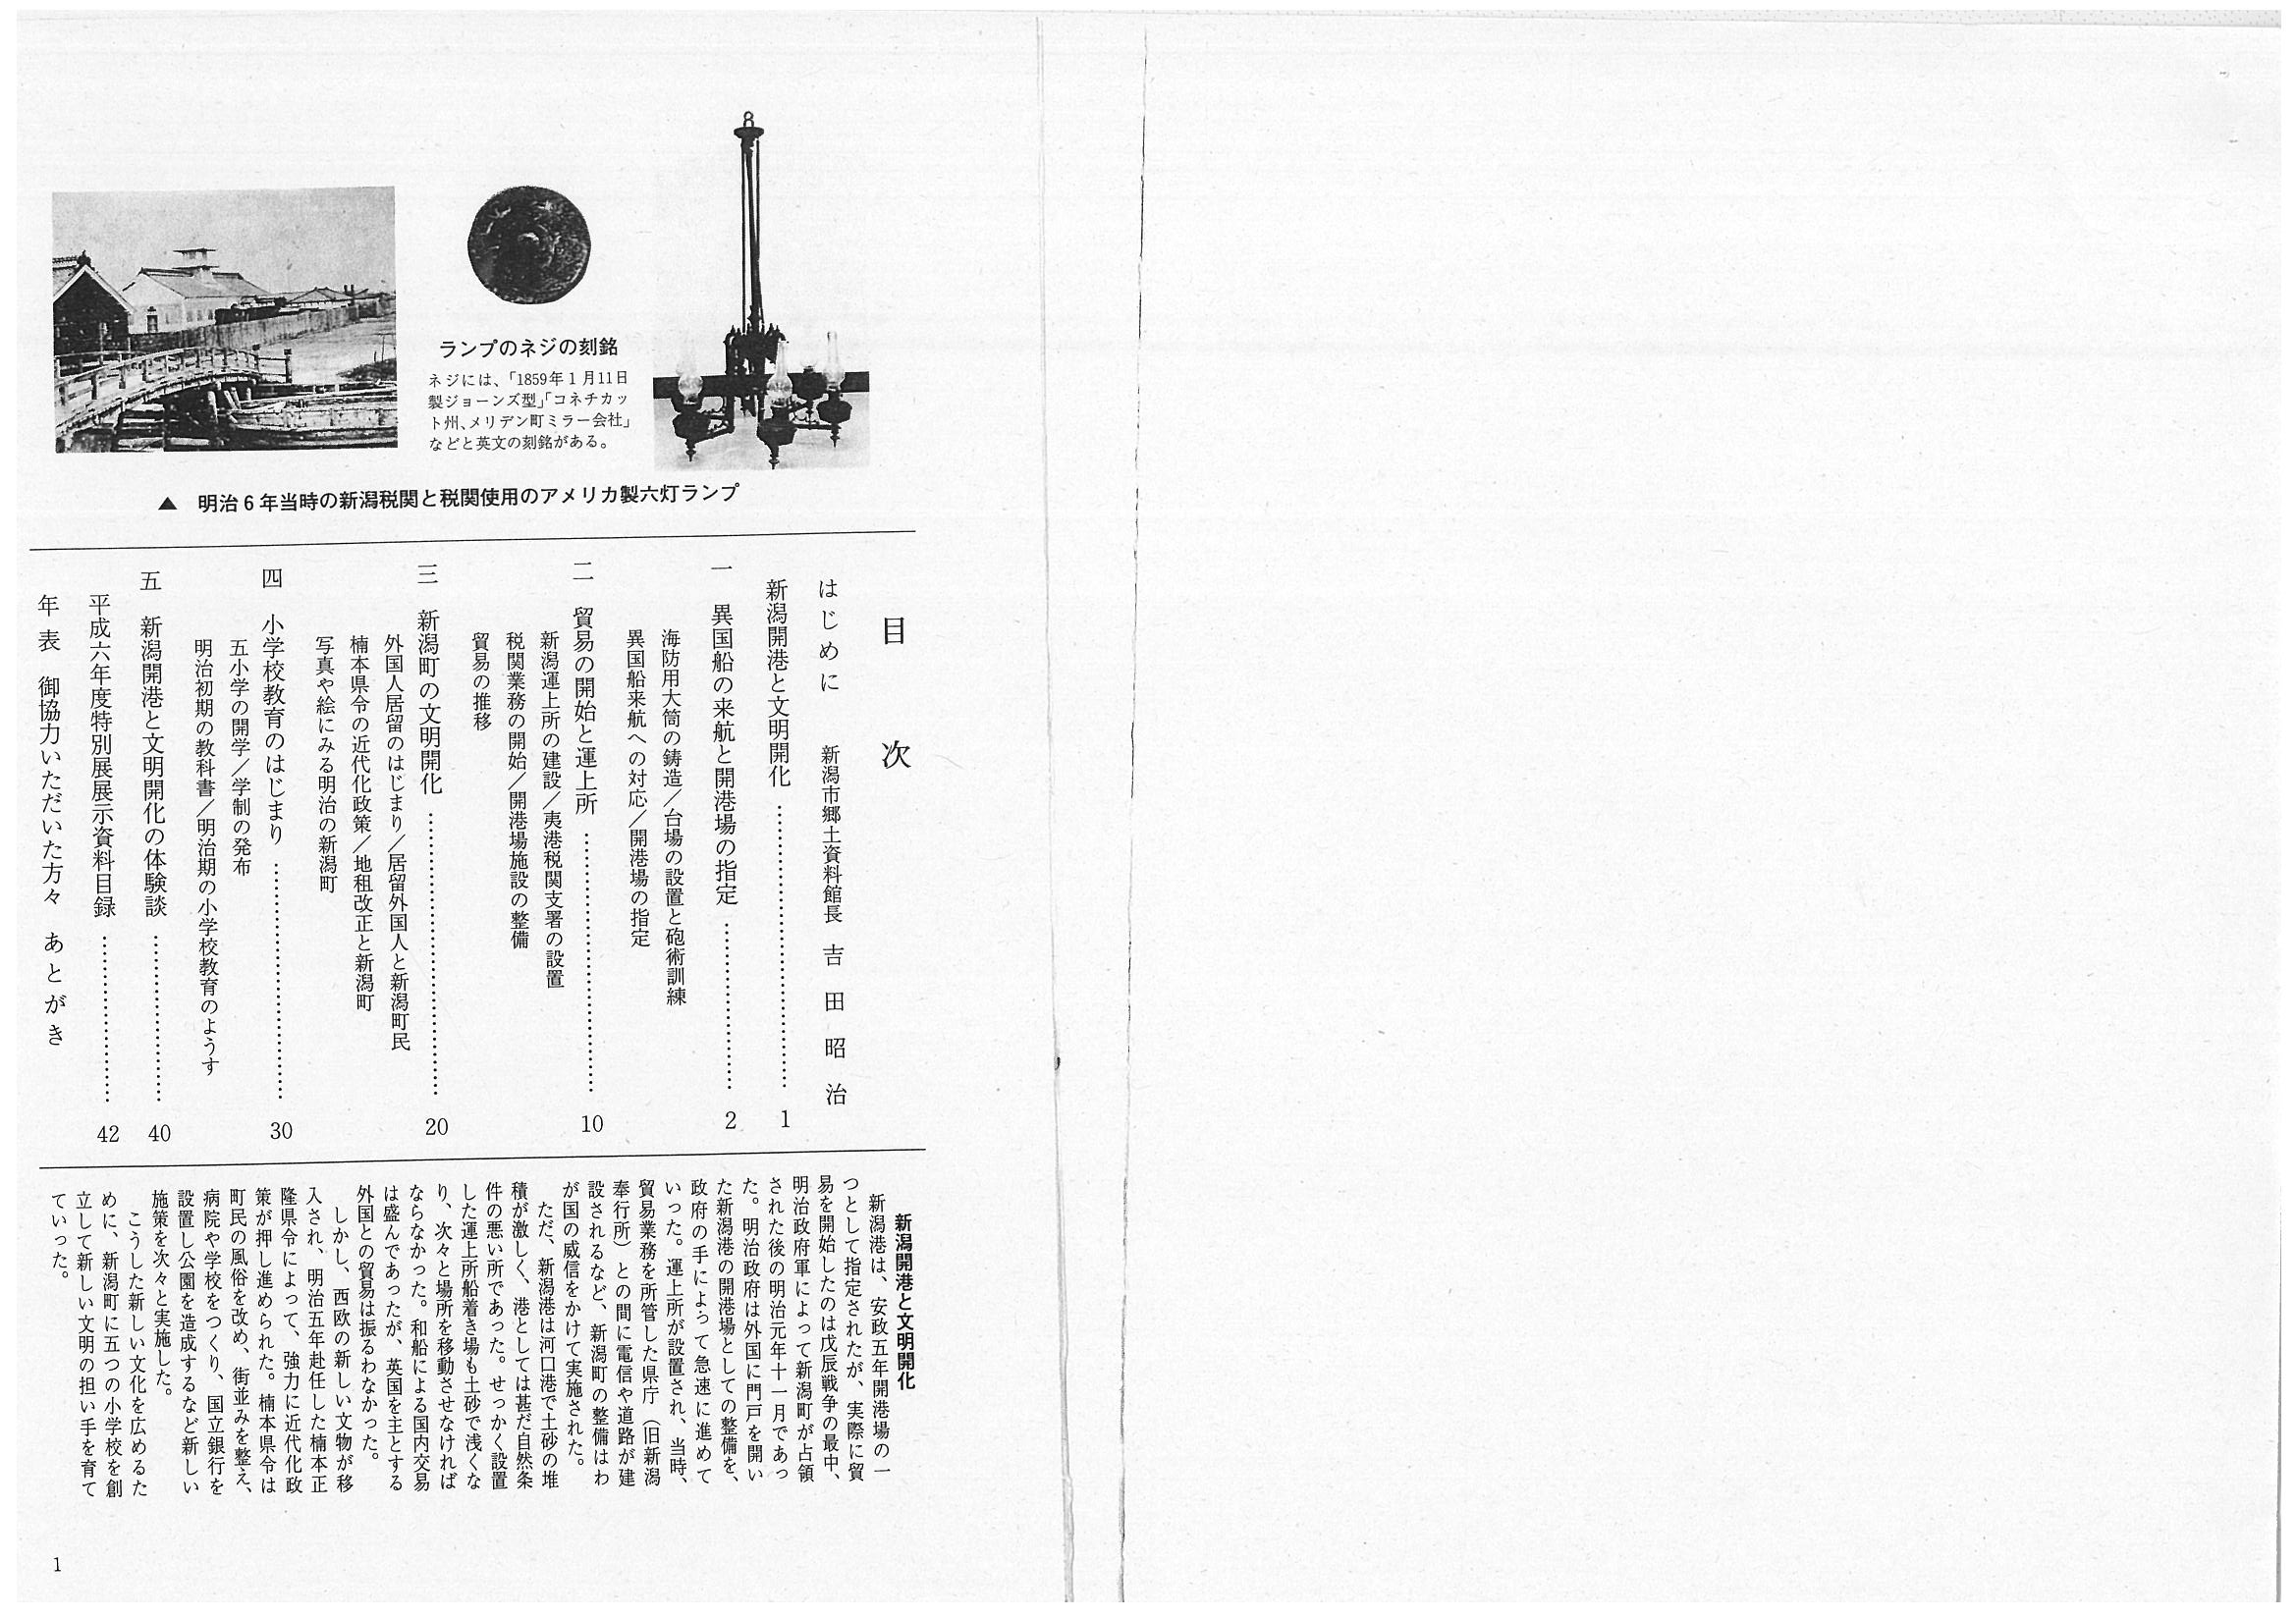 ランプのネジの刻銘
ネジには、「1859年1月11日
製ジョーンズ型」「コネチカッ
ト州、メリデン町ミラー会社」
などと英文の刻銘がある。
▲ 明治6年当時の新潟税関と税関使用のアメリカ製六灯ランプ
目次
はじめに 新潟市郷土資料館長 吉田昭治
新潟開港と文明開化 …………… 1
一 異国船の来航と開港場の指定 …………… 2
海防用大筒の鋳造／台場の設置と砲術訓練
異国船来航への対応／開港場の指定
二 貿易の開始と運上所 …………… 10
新潟運上所の建設／夷港税関支署の設置
税関業務の開始／開港場施設の整備
貿易の推移
三 新潟町の文明開化 …………… 20
外国人居留のはじまり／居留外国人と新潟町民
楠本県令の近代化政策／地租改正と新潟町
写真や絵にみる明治の新潟町
四 小学校教育のはじまり …………… 30
五小学の開学／学制の発布
明治初期の教科書／明治期の小学校教育のようす
五 新潟開港と文明開化の体験談 …………… 40
平成六年度特別展展示資料目録 …………… 42
年表 御協力いただいた方々 あとがき
新潟開港と文明開化
新潟港は、安政五年開港場の一
つとして指定されたが、実際に貿
易を開始したのは戊辰戦争の最中、
明治政府軍によって新潟町が占領
された後の明治元年十一月であっ
た。明治政府は外国に門戸を開い
た新潟港の開港場としての整備を、
政府の手によって急速に進めて
いった。運上所が設置され、当時、
貿易業務を所管した県庁（旧新潟
奉行所）との間に電信や道路が建
設されるなど、新潟町の整備はわ
が国の威信をかけて実施された。
ただ、新潟港は河口港で土砂の堆
積が激しく、港としては甚だ自然条
件の悪い所であった。せっかく設置
した運上所船着き場も土砂で浅くな
り、次々と場所を移動させなければ
ならなかった。和船による国内交易
は盛んであったが、英国を主とする
外国との貿易は振るわなかった。
しかし、西欧の新しい文物が移
入され、明治五年赴任した楠本正
隆県令によって、強力に近代化政
策が押し進められた。楠本県令は
町民の風俗を改め、街並みを整え、
病院や学校をつくり、国立銀行を
設置し公園を造成するなど新しい
施策を次々と実施した。
こうした新しい文化を広めるた
めに、新潟町に五つの小学校を創
立して新しい文明の担い手を育て
ていった。
1